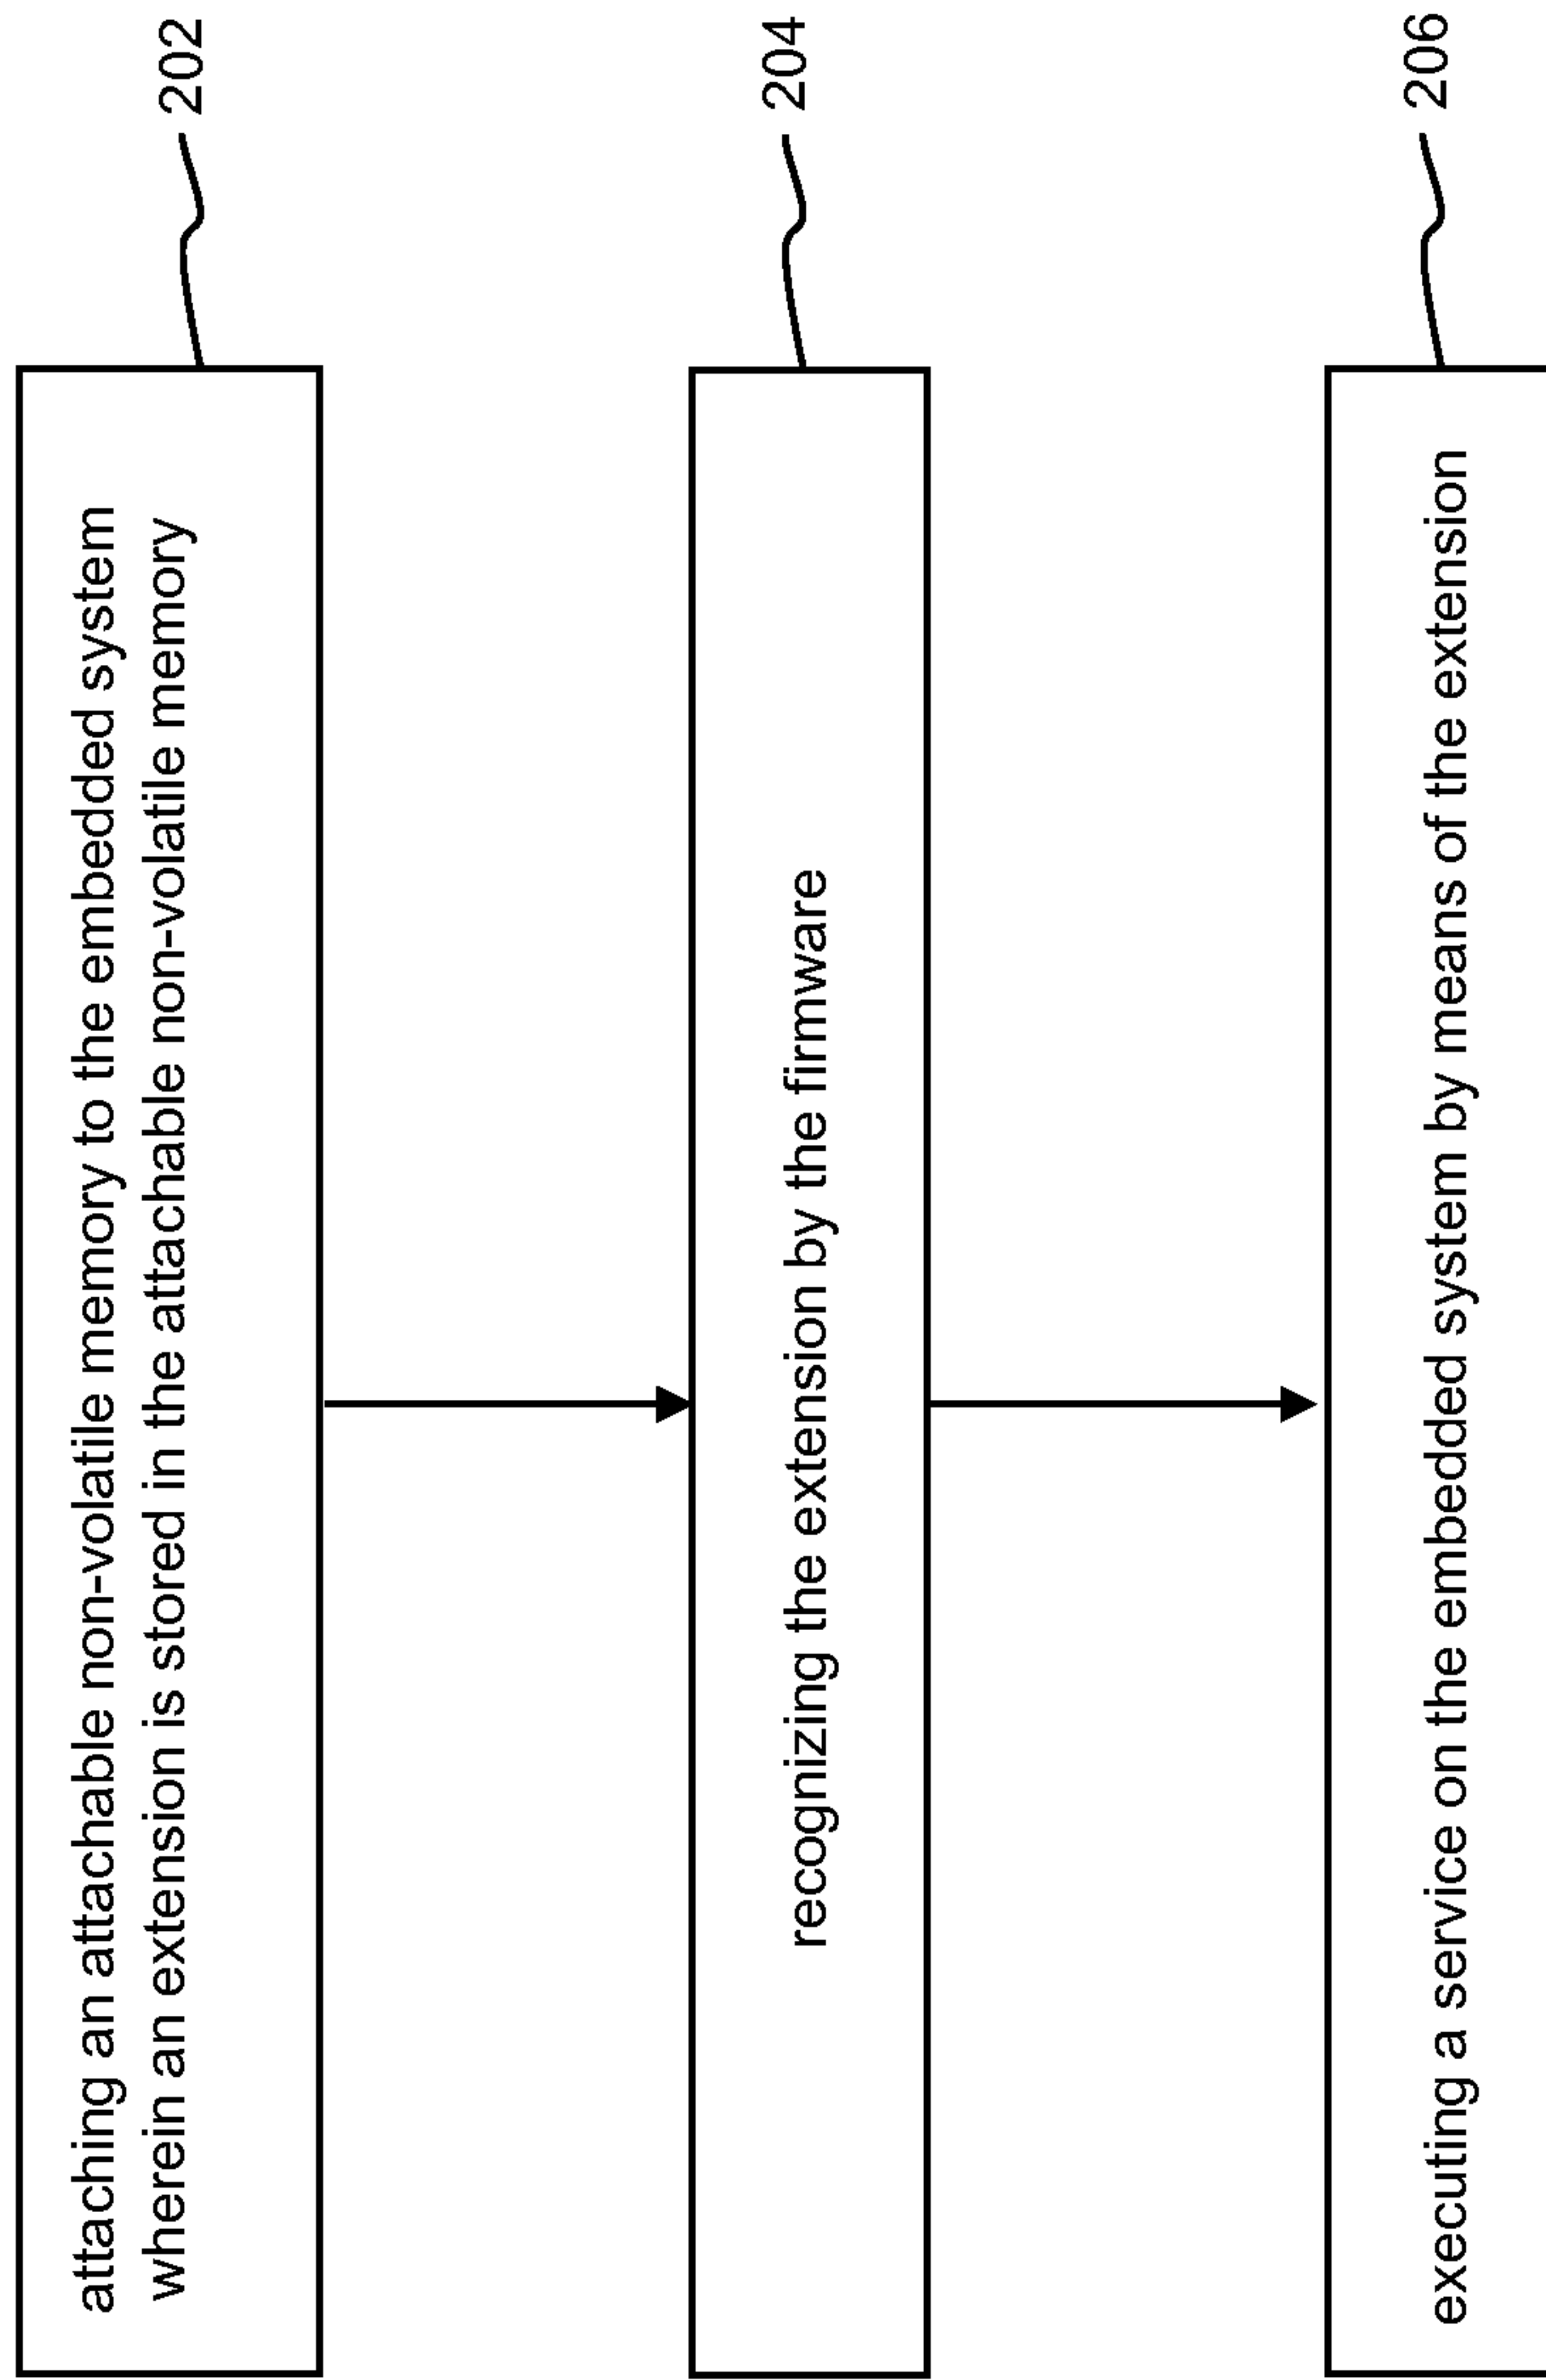 attaching an attachable non-volatile memory to the embedded system
wherein an extension is stored in the attachable non-volatile memory
202
recognizing the extension by the firmware
204
executing a service on the embedded system by means of the extension
206